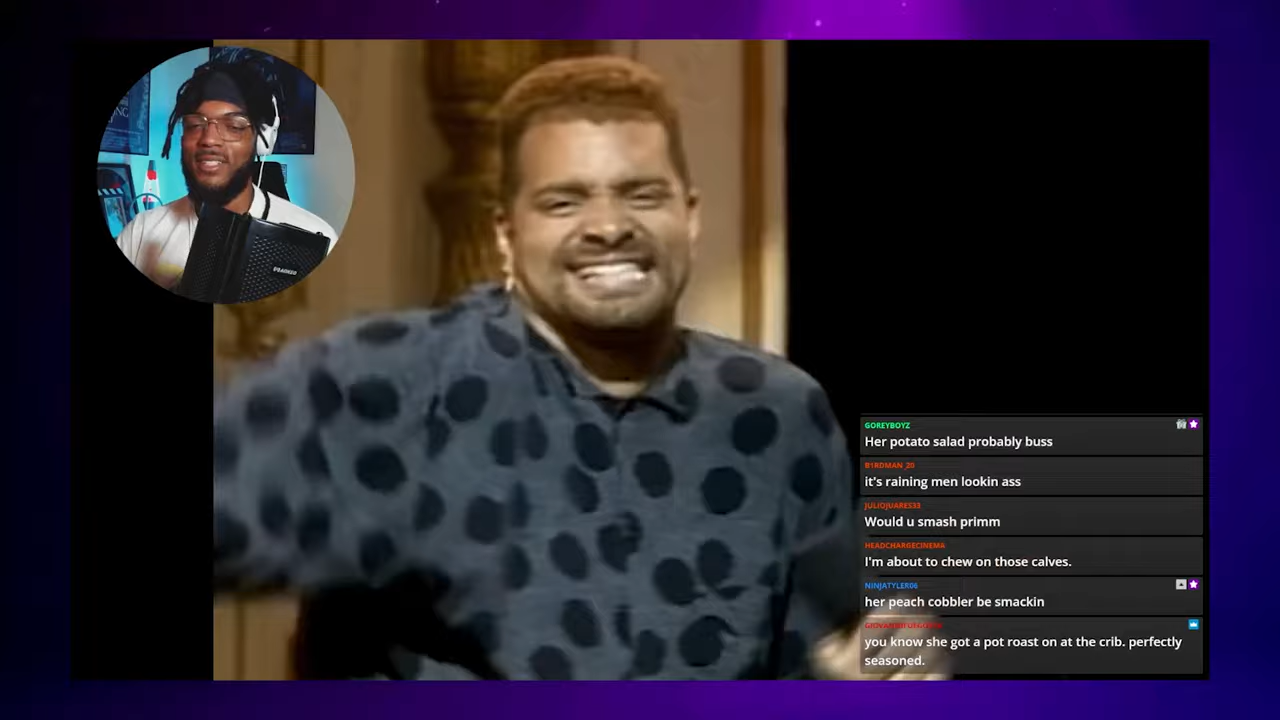 GOREYBOYZ
Her potato salad probably buss
B1RDMAN_20
it's raining men lookin ass
JULIOJUARES33
Would u smash primm
HEADCHARGECINEMA
I'm about to chew on those calves.
NINJATYLER06
her peach cobbler be smackin
you know she got a pot roast on at the crib. perfectly
seasoned.